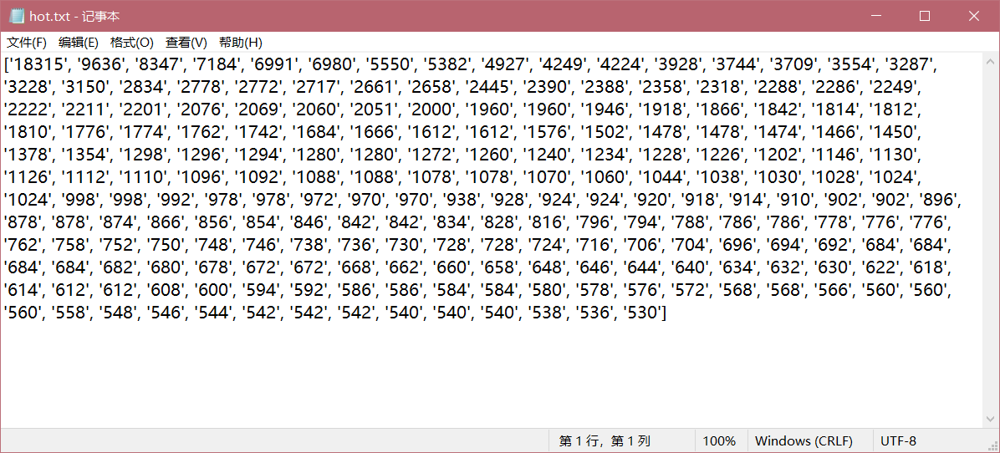 hot.txt - 记事本
文件(F) 编辑(E) 格式(O) 查看(V) 帮助(H)
['18315', '9636', '8347', '7184', '6991', '6980', '5550', '5382', '4927', '4249', '4224', '3928', '3744', '3709', '3554', '3287',
'3228', '3150', '2834', '2778', '2772', '2717', '2661', '2658', '2445', '2390', '2388', '2358', '2318', '2288', '2286', '2249',
'2222', '2211', '2201', '2076', '2069', '2060', '2051', '2000', '1960', '1960', '1946', '1918', '1866', '1842', '1814', '1812',
'1810', '1776', '1774', '1762', '1742', '1684', '1666', '1612', '1612', '1576', '1502', '1478', '1478', '1474', '1466', '1450',
'1378', '1354', '1298', '1296', '1294', '1280', '1280', '1272', '1260', '1240', '1234', '1228', '1226', '1202', '1146', '1130',
'1126', '1112', '1110', '1096', '1092', '1088', '1088', '1078', '1078', '1070', '1060', '1044', '1038', '1030', '1028', '1024',
'1024', '998', '998', '992', '978', '978', '972', '970', '970', '938', '928', '924', '924', '920', '918', '914', '910', '902', '902', '896',
'878', '878', '874', '866', '856', '854', '846', '842', '842', '834', '828', '816', '796', '794', '788', '786', '786', '778', '776', '776',
'762', '758', '752', '750', '748', '746', '738', '736', '730', '728', '728', '724', '716', '706', '704', '696', '694', '692', '684', '684',
'684', '684', '682', '680', '678', '672', '672', '668', '662', '660', '658', '648', '646', '644', '640', '634', '632', '630', '622', '618',
'614', '612', '612', '608', '600', '594', '592', '586', '586', '584', '584', '580', '578', '576', '572', '568', '568', '566', '560', '560',
'560', '558', '548', '546', '544', '542', '542', '542', '540', '540', '540', '538', '536', '530']
第 1 行，第 1 列 100% Windows (CRLF) UTF-8